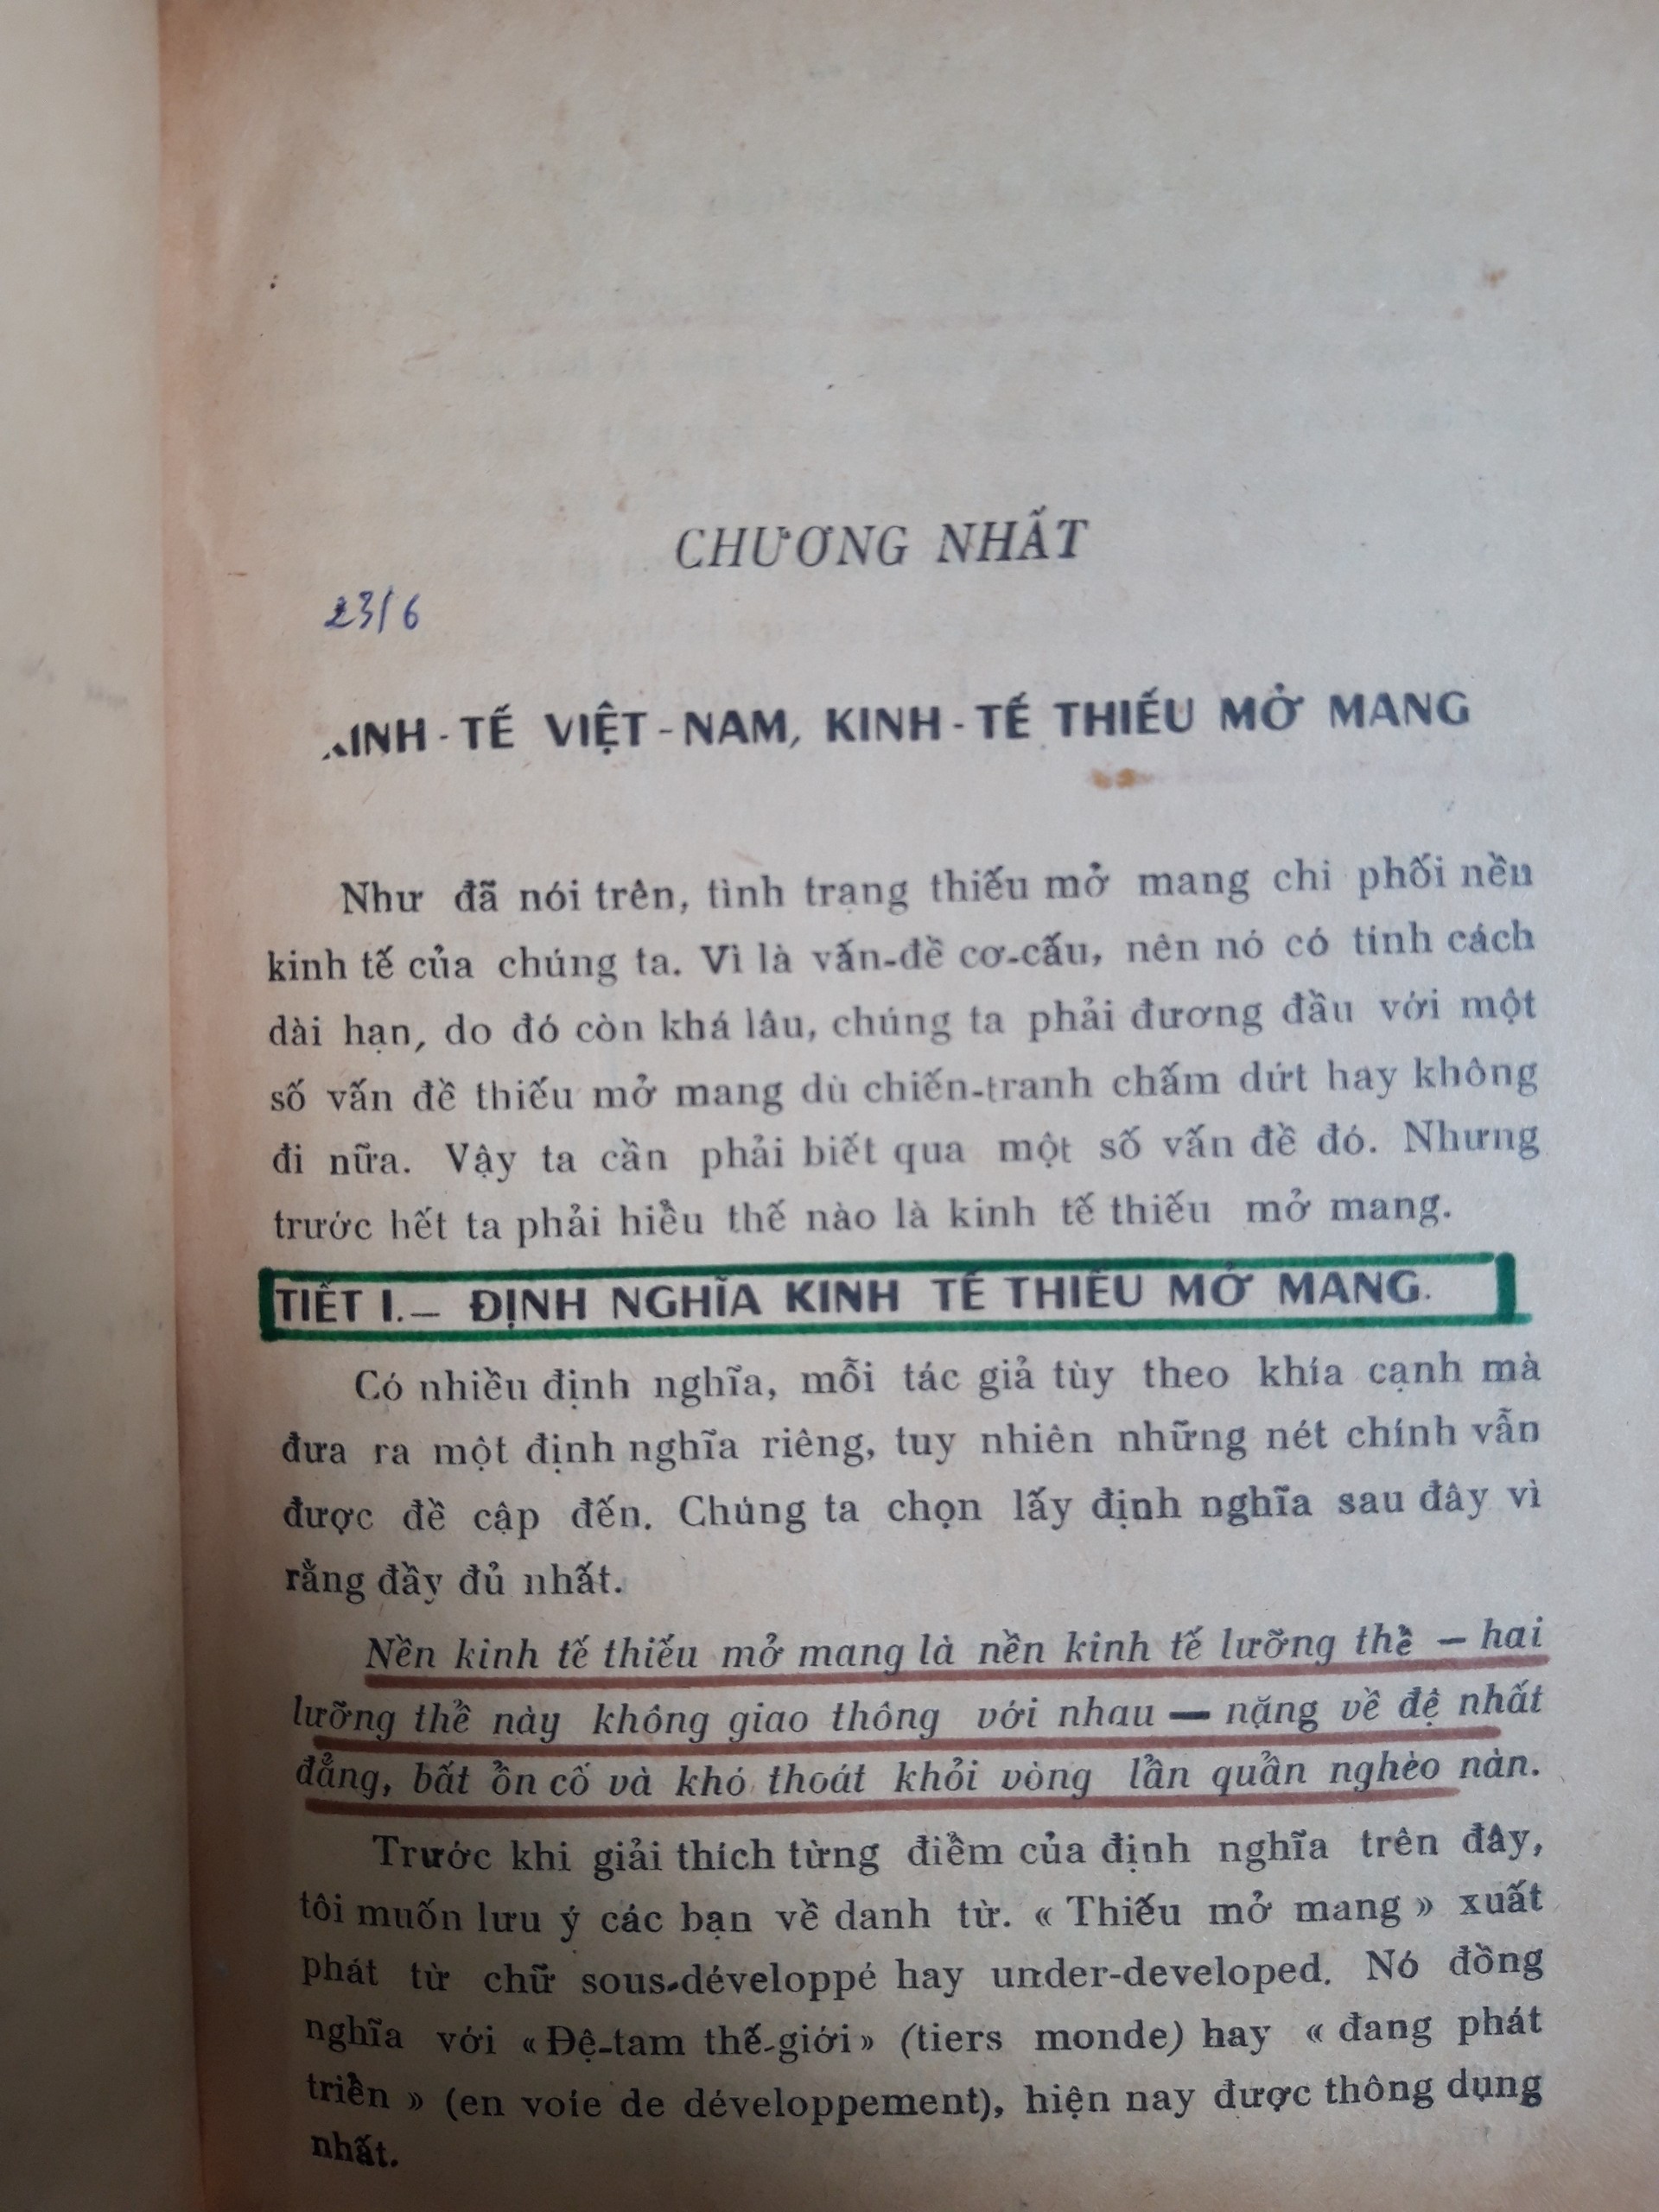 CHƯƠNG NHẤT
23/6
KINH-TẾ VIỆT-NAM, KINH-TẾ THIẾU MỞ MANG
Như đã nói trên, tình trạng thiếu mở mang chi phối nền
kinh tế của chúng ta. Vì là vấn-đề cơ-cấu, nên nó có tính cách
dài hạn, do đó còn khá lâu, chúng ta phải đương đầu với một
số vấn đề thiếu mở mang dù chiến-tranh chấm dứt hay không
đi nữa. Vậy ta cần phải biết qua một số vấn đề đó. Nhưng
trước hết ta phải hiểu thế nào là kinh tế thiếu mở mang.
TIẾT I.— ĐỊNH NGHĨA KINH TẾ THIẾU MỞ MANG.
Có nhiều định nghĩa, mỗi tác giả tùy theo khía cạnh mà
đưa ra một định nghĩa riêng, tuy nhiên những nét chính vẫn
được đề cập đến. Chúng ta chọn lấy định nghĩa sau đây vì
rằng đầy đủ nhất.
Nền kinh tế thiếu mở mang là nền kinh tế lưỡng thể — hai
lưỡng thể này không giao thông với nhau — nặng về đệ nhất
đẳng, bất ổn cố và khó thoát khỏi vòng lẩn quẩn nghèo nàn.
Trước khi giải thích từng điểm của định nghĩa trên đây,
tôi muốn lưu ý các bạn về danh từ. « Thiếu mở mang » xuất
phát từ chữ sous-développé hay under-developed. Nó đồng
nghĩa với « Đệ-tam thế-giới » (tiers monde) hay « đang phát
triển » (en voie de développement), hiện nay được thông dụng
nhất.